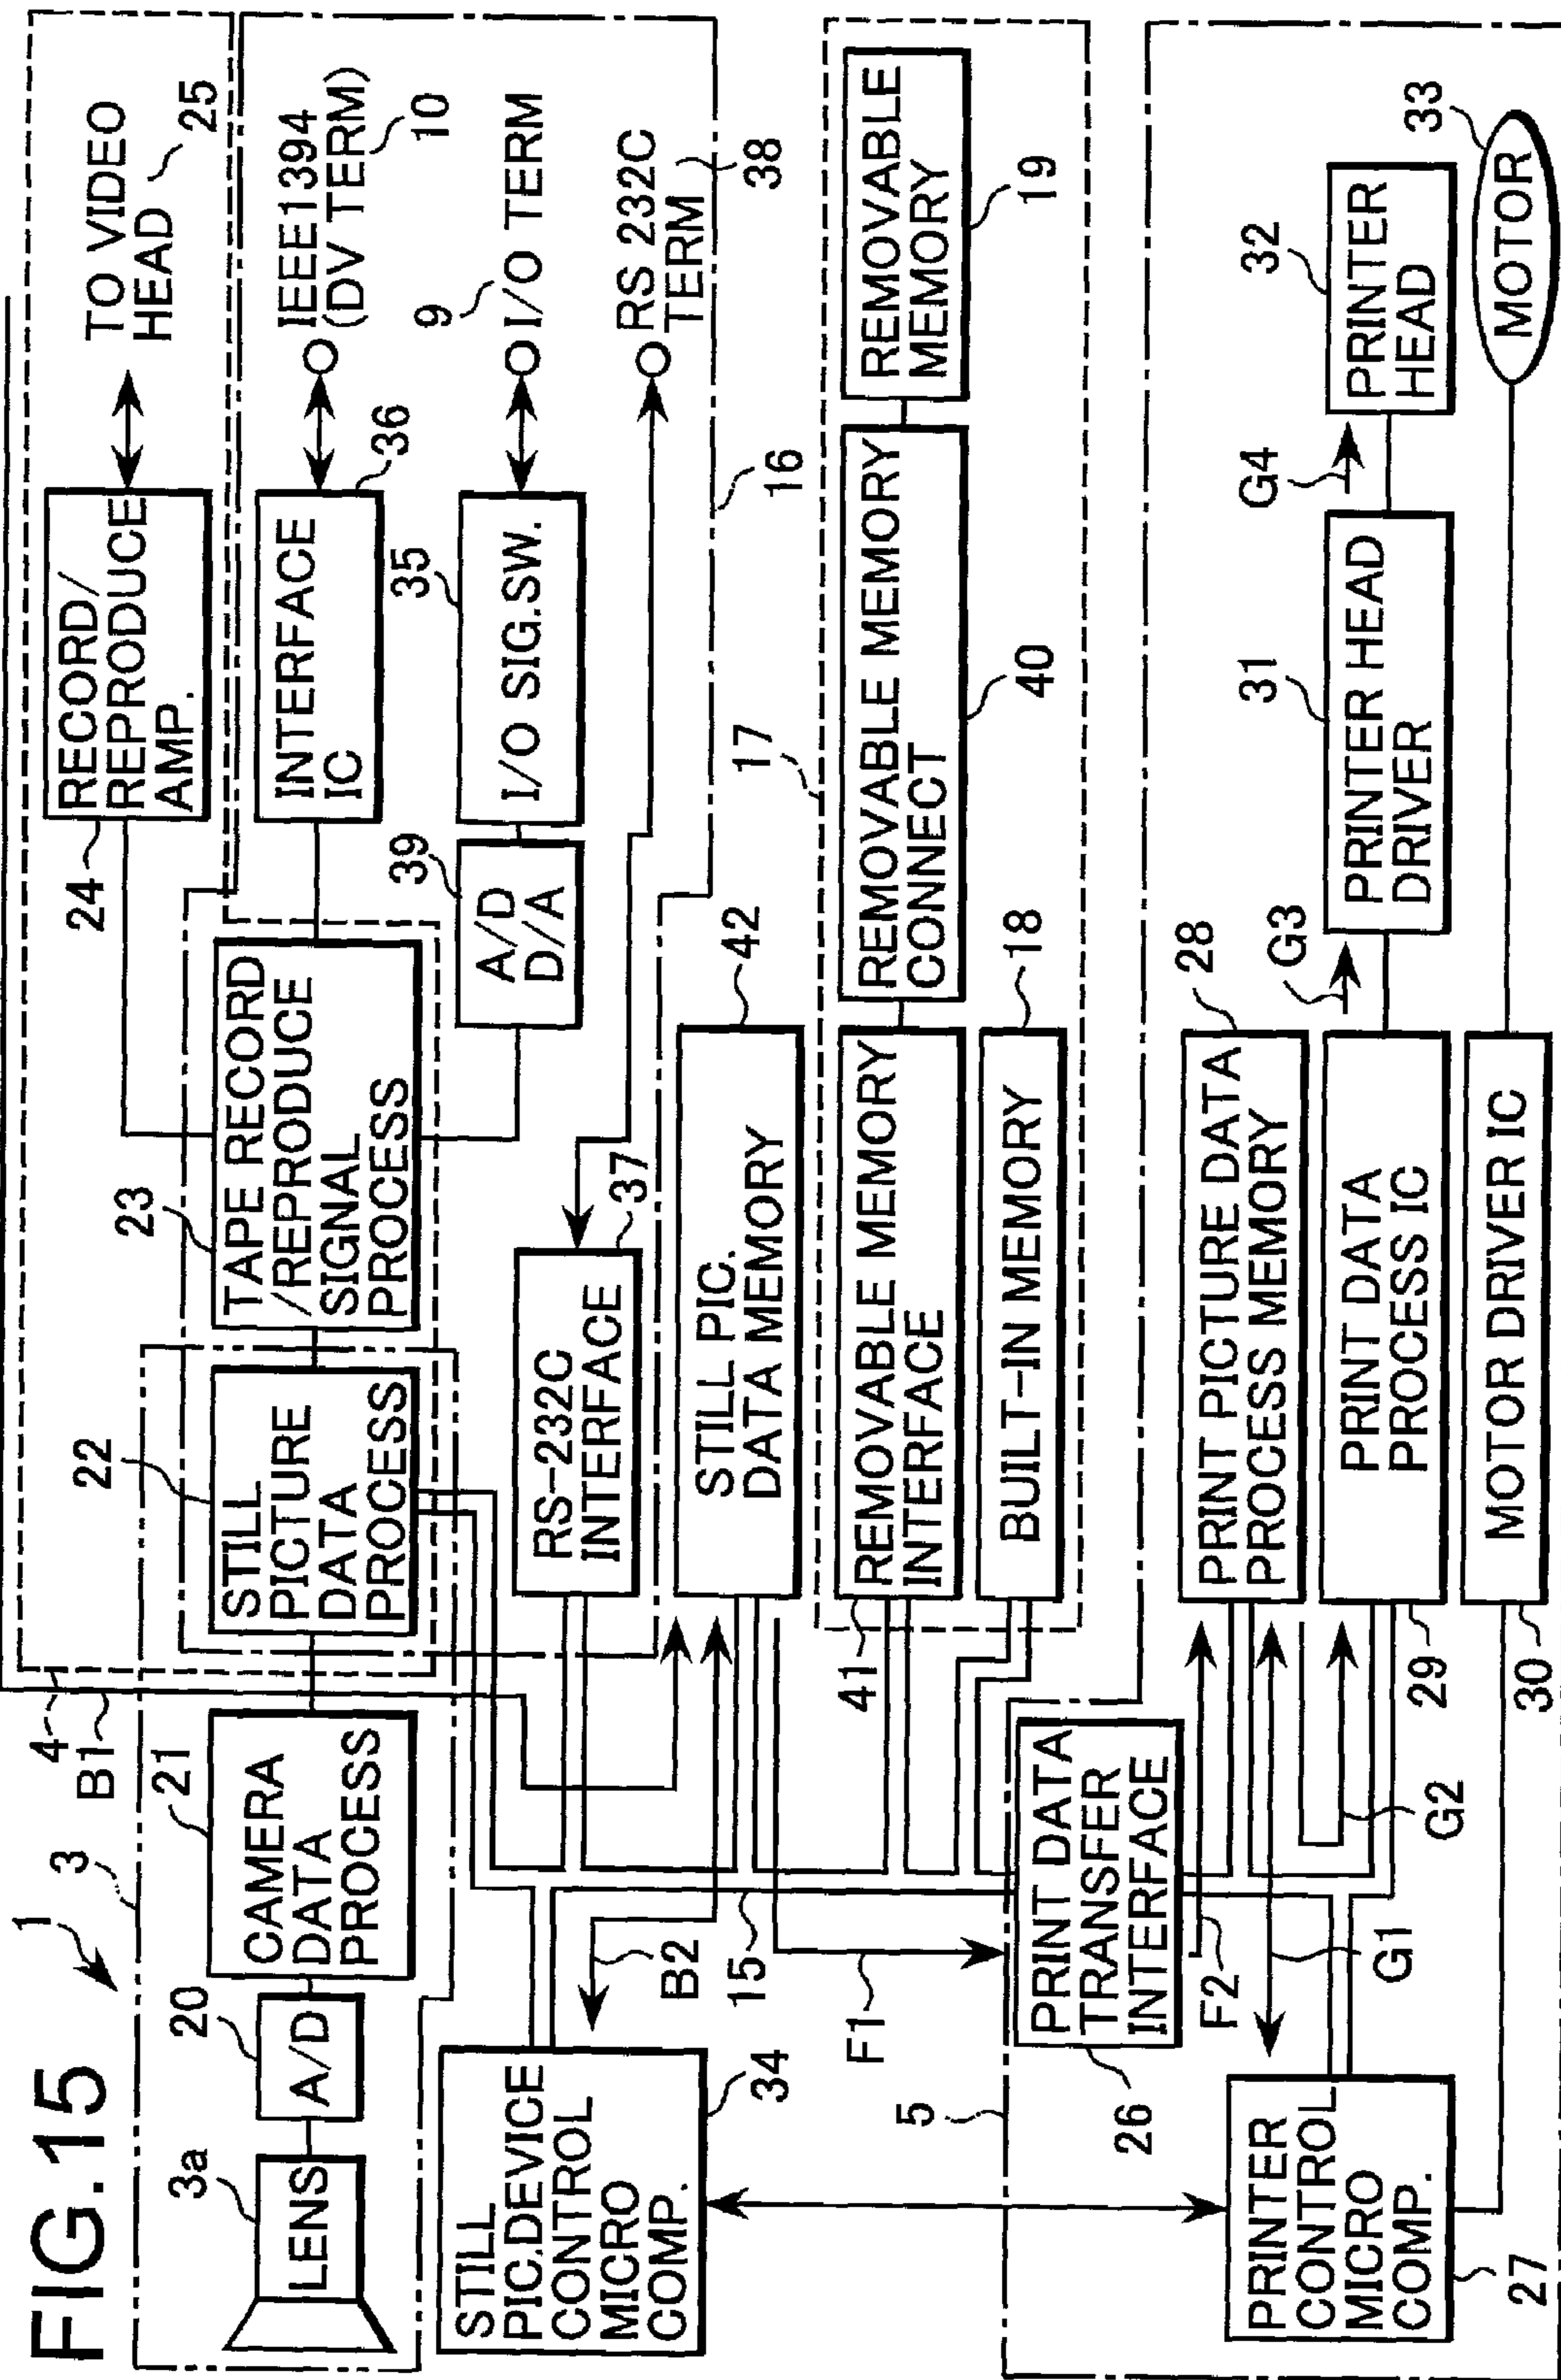 FIG.15
1
3
4
B1
3a
LENS
20
A/D
21
CAMERA
DATA
PROCESS
22
STILL
PICTURE
DATA
PROCESS
23
TAPE RECORD
/REPRODUCE
SIGNAL
PROCESS
24
RECORD/
REPRODUCE
AMP.
TO VIDEO
HEAD
25
INTERFACE
IC
36
IEEE1394
(DV TERM)
10
39
A/D
D/A
35
I/O SIG.SW.
9
I/O TERM
RS 232C
TERM
38
16
RS-232C
INTERFACE
37
STILL
PIC.DEVICE
CONTROL
MICRO
COMP.
34
B2
15
STILL PIC.
DATA MEMORY
42
17
41
REMOVABLE MEMORY
INTERFACE
REMOVABLE MEMORY
CONNECT
40
REMOVABLE
MEMORY
19
BUILT-IN MEMORY
18
F1
5
PRINT DATA
TRANSFER
INTERFACE
26
F2
G1
G2
PRINTER
CONTROL
MICRO
COMP.
27
PRINT PICTURE DATA
PROCESS MEMORY
28
PRINT DATA
PROCESS IC
29
MOTOR DRIVER IC
30
G3
PRINTER HEAD
DRIVER
31
G4
PRINTER
HEAD
32
MOTOR
33